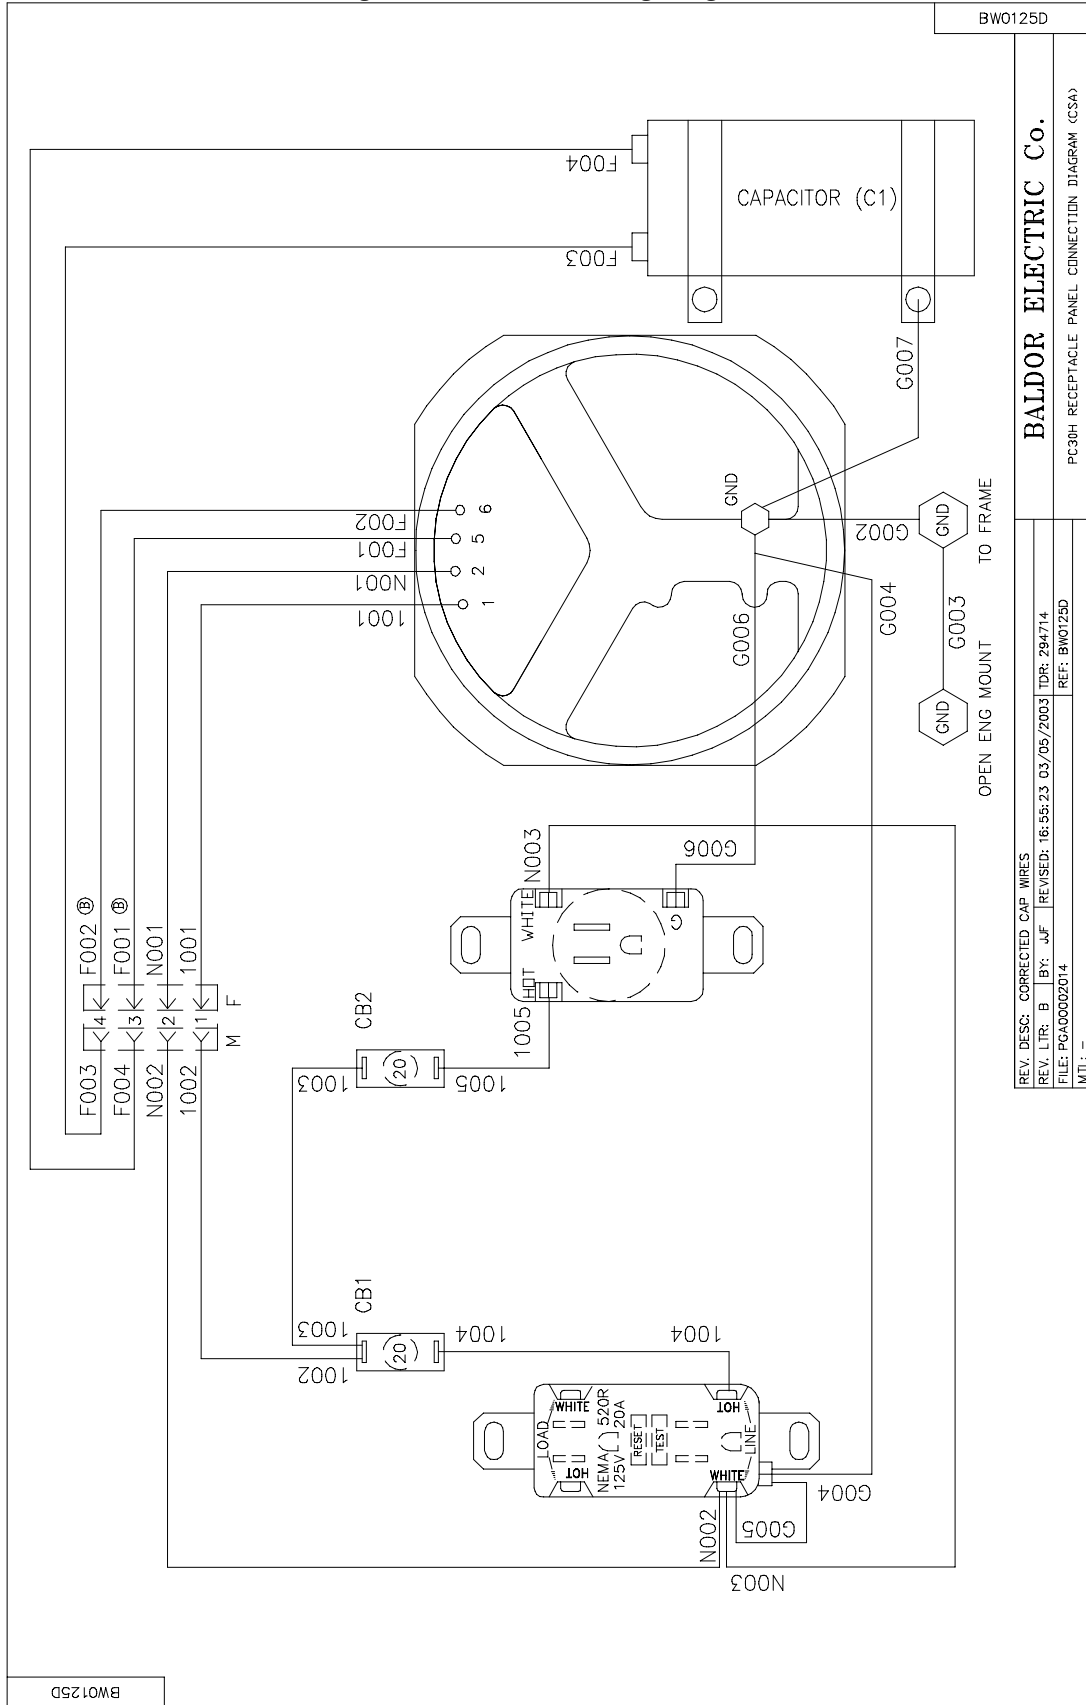 BW0125D
BALDOR ELECTRIC Co.
PC30H RECEPTACLE PANEL CONNECTION DIAGRAM (CSA)
F004
F003
CAPACITOR (C1)
G007
F002
F001
N001
1001
6
5
2
1
GND
G002
GND
TO FRAME
G003
G004
G006
GND
OPEN ENG MOUNT
F002 B
F001 B
N001
1001
4
3
2
1
F
M
F003
F004
N002
1002
CB2
1003
20
1005
1005
HOT
WHITE
N003
G
G006
CB1
1003
1002
20
1004
1004
LOAD
WHITE
HOT
NEMA 520R
125V 20A
RESET
TEST
HOT
WHITE
LINE
N002
G005
G004
N003
REV. DESC: CORRECTED CAP WIRES
REV. LTR: B
BY: JJF
REVISED: 16:55:23 03/05/2003
TDR: 294714
FILE: PGA00002014
REF: BW0125D
MTL: -
BW0125D